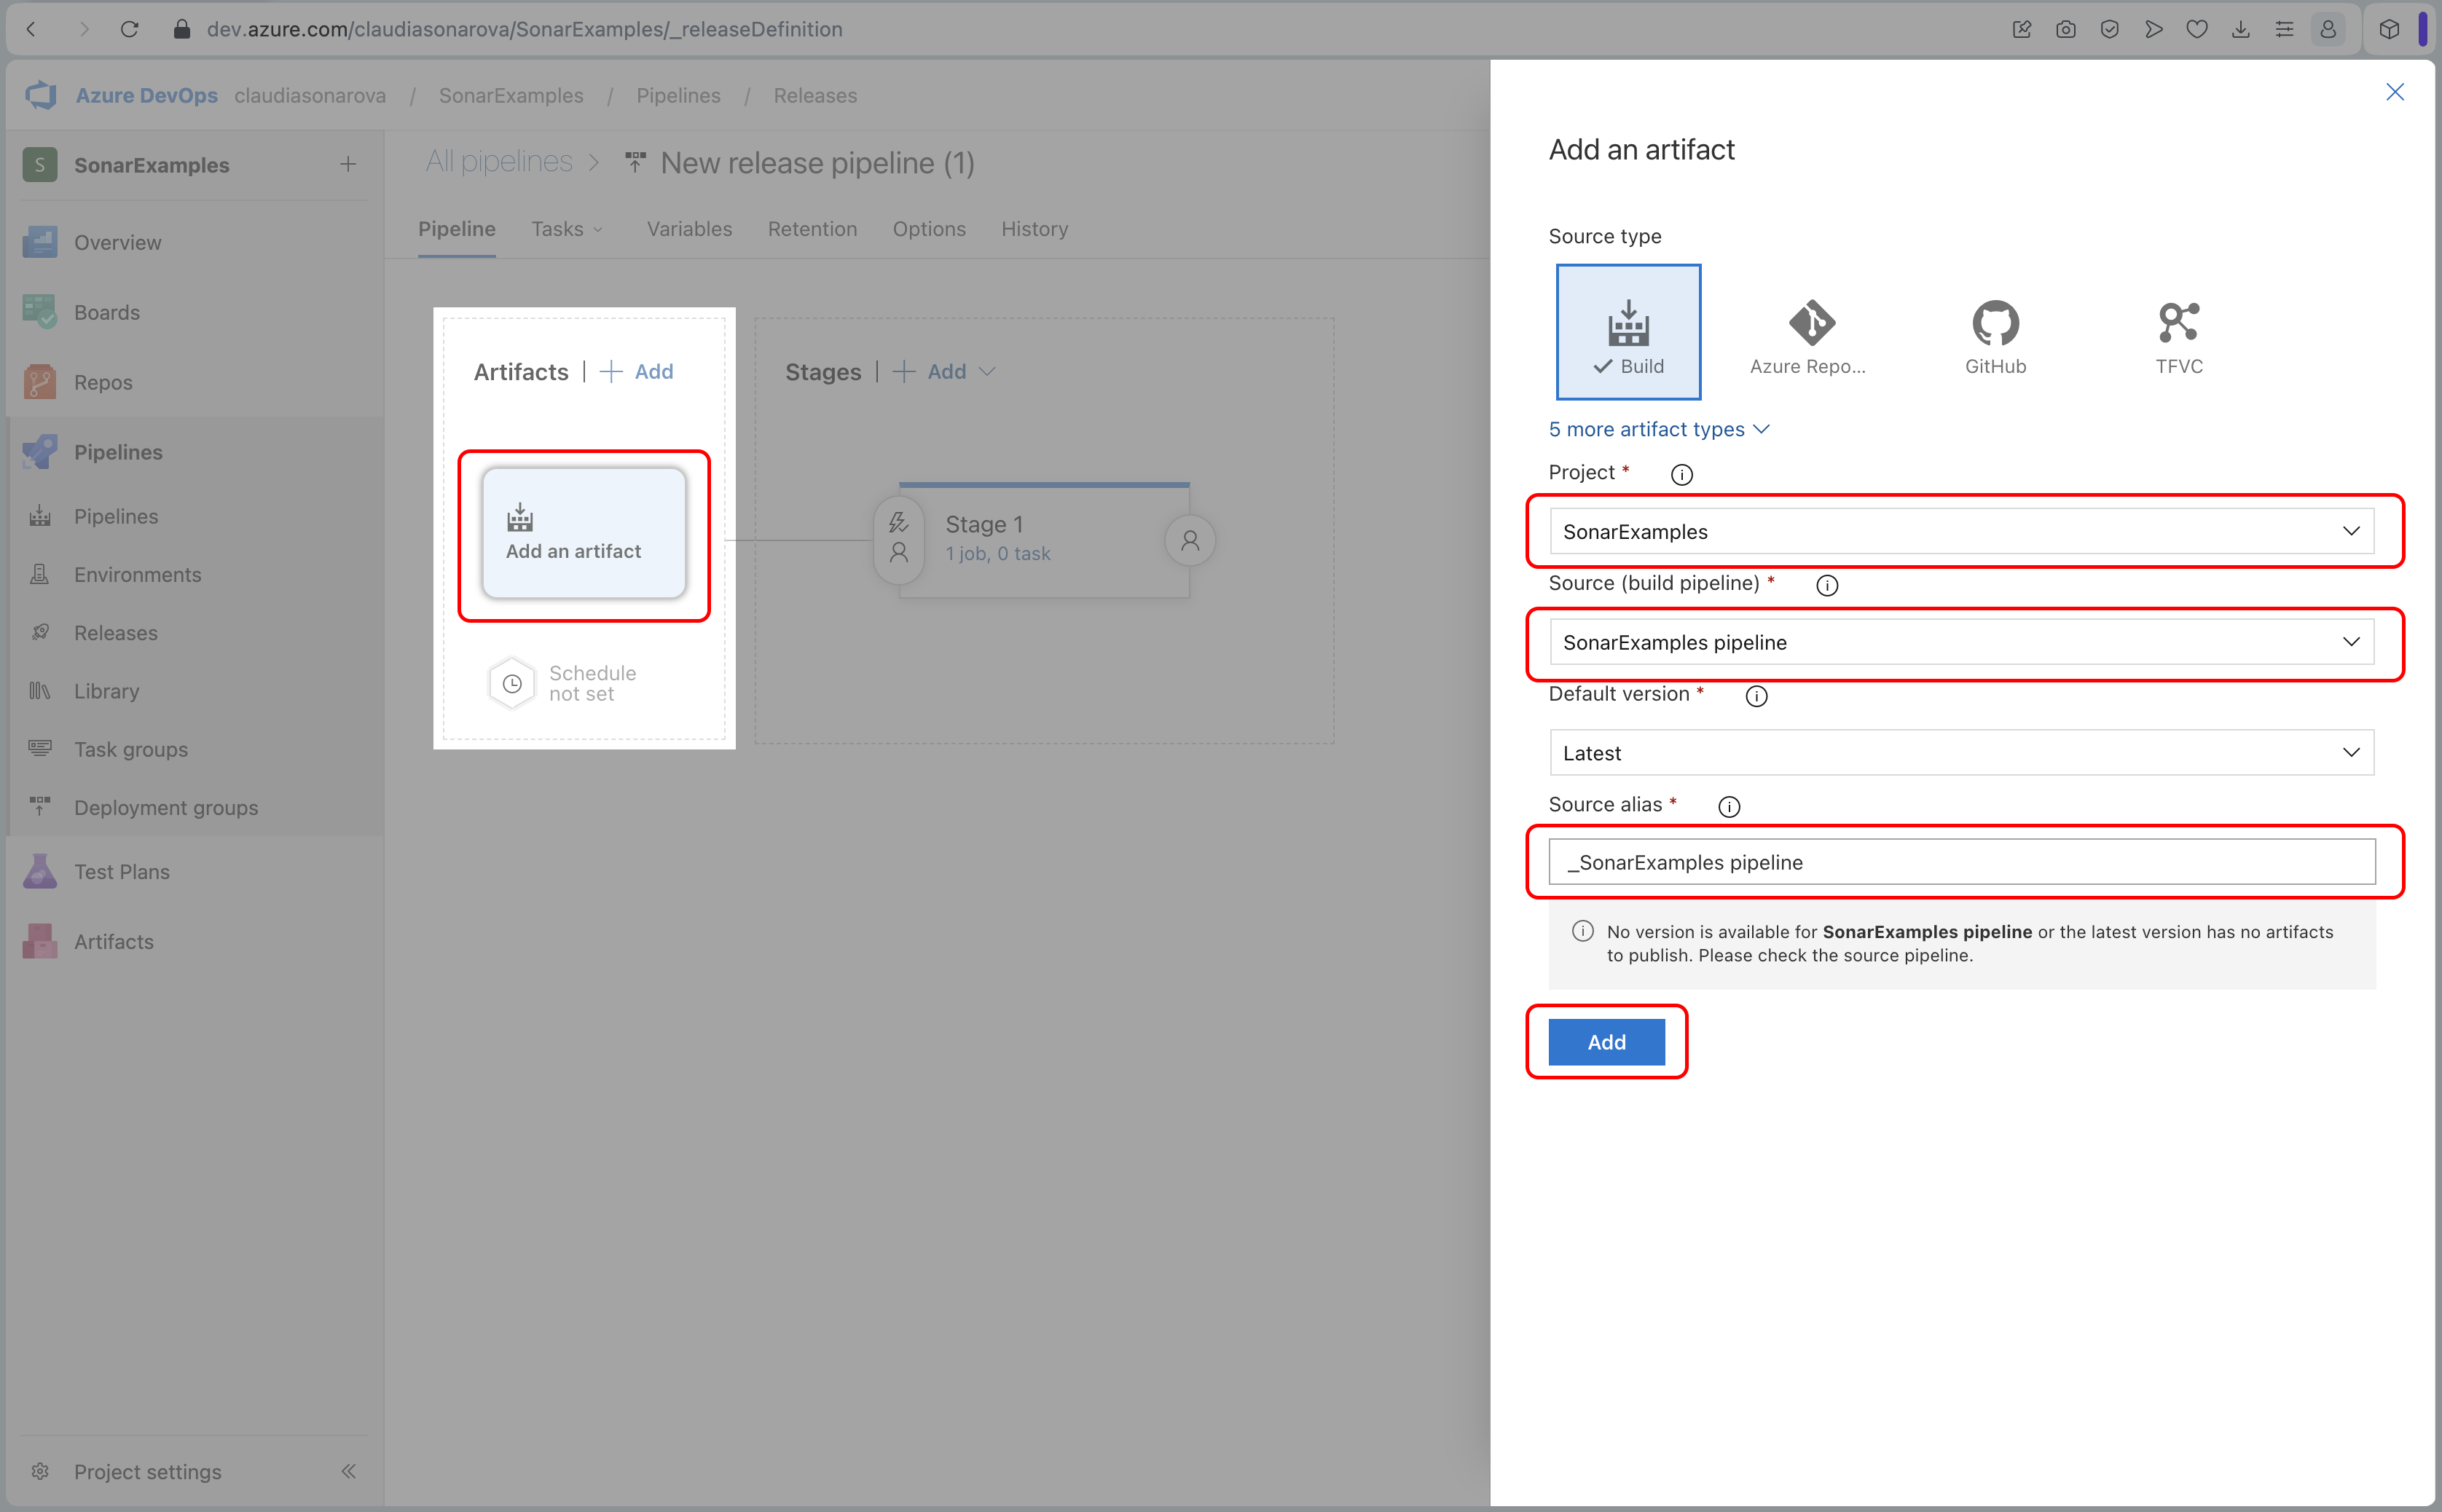 dev.azure.com/claudiasonarova/SonarExamples/_releaseDefinition
Azure DevOps claudiasonarova / SonarExamples / Pipelines / Releases
S SonarExamples
Overview
Boards
Repos
Pipelines
Pipelines
Environments
Releases
Library
Task groups
Deployment groups
Test Plans
Artifacts
Project settings
All pipelines > New release pipeline (1)
Pipeline Tasks Variables Retention Options History
Artifacts | + Add
Add an artifact
Schedule
not set
Stages | + Add
Stage 1
1 job, 0 task
Add an artifact
Source type
Build
Azure Repo...
GitHub
TFVC
5 more artifact types
Project *
SonarExamples
Source (build pipeline) *
SonarExamples pipeline
Default version *
Latest
Source alias *
_SonarExamples pipeline
No version is available for SonarExamples pipeline or the latest version has no artifacts
to publish. Please check the source pipeline.
Add